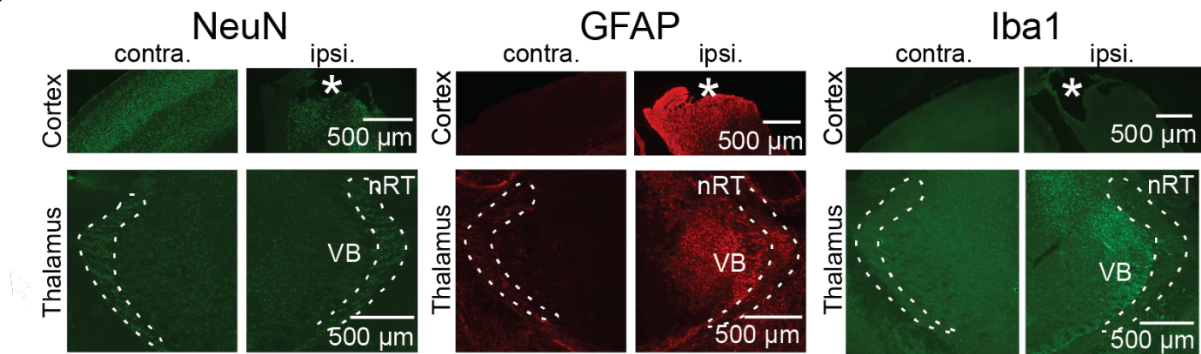 NeuN GFAP Iba1
contra. ipsi. contra. ipsi. contra. ipsi.
Cortex * 500 µm Cortex * 500 µm Cortex * 500 µm
Thalamus nRT VB 500 µm Thalamus nRT VB 500 µm Thalamus nRT VB 500 µm